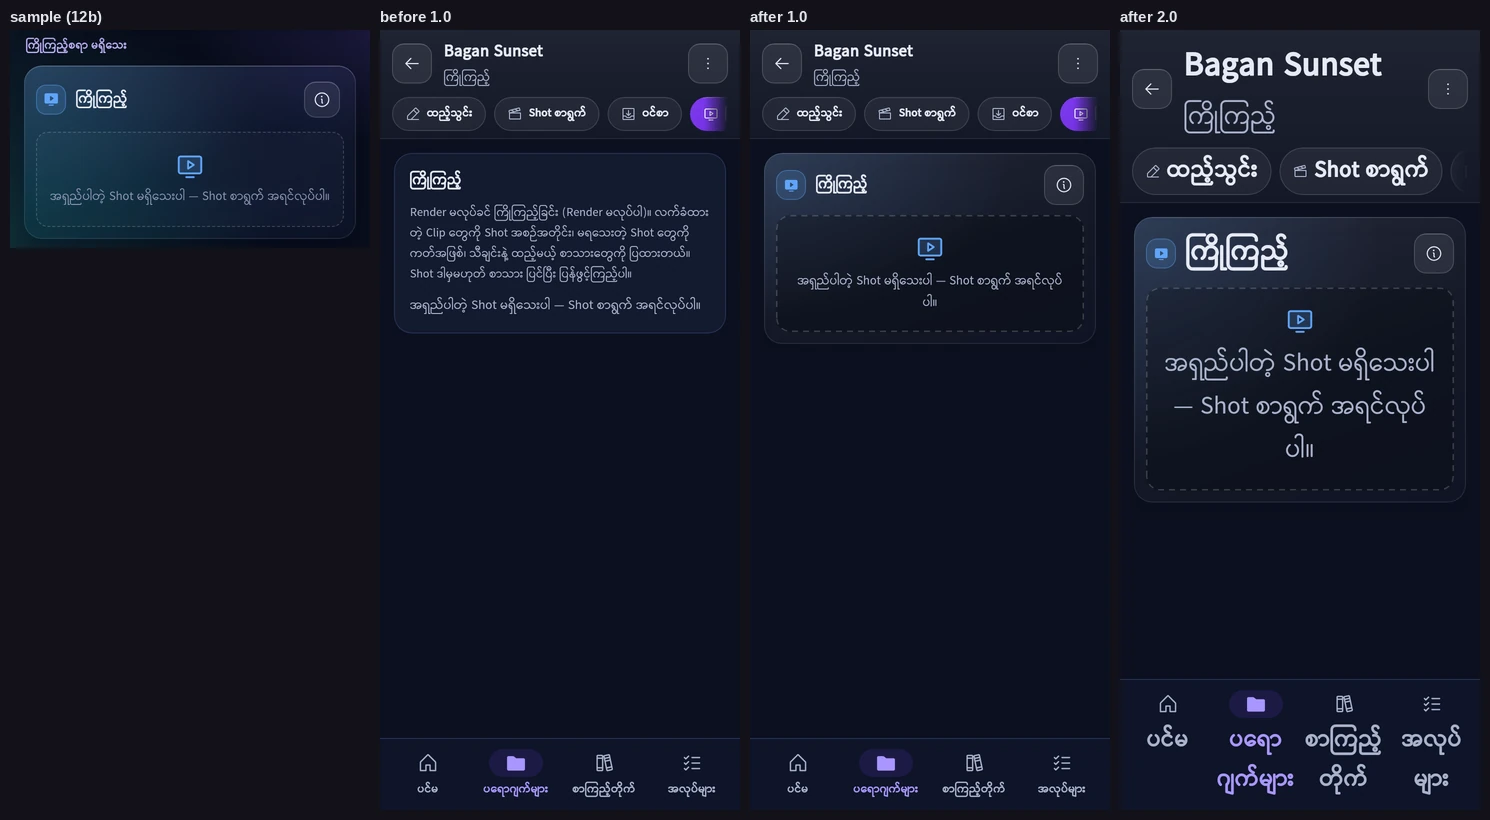 sample (12b)
ကြိုကြည့်စရာ မရှိသေး
ကြိုကြည့်
အရှည်ပါတဲ့ Shot မရှိသေးပါ — Shot စာရွက် အရင်လုပ်ပါ။
before 1.0
Bagan Sunset
ကြိုကြည့်
ထည့်သွင်း
Shot စာရွက်
ဝင်စာ
ကြိုကြည့်
Render မလုပ်ခင် ကြိုကြည့်ခြင်း (Render မလုပ်ပါ)။ လက်ခံထား
တဲ့ Clip တွေကို Shot အစဉ်အတိုင်း၊ မရသေးတဲ့ Shot တွေကို
ကတ်အဖြစ်၊ သီချင်းနဲ့ ထည့်မယ့် စာသားတွေကို ပြထားတယ်။
Shot ဒါမှမဟုတ် စာသား ပြင်ပြီး ပြန်ဖွင့်ကြည့်ပါ။
အရှည်ပါတဲ့ Shot မရှိသေးပါ — Shot စာရွက် အရင်လုပ်ပါ။
ပင်မ
ပရောဂျက်များ
စာကြည့်တိုက်
အလုပ်များ
after 1.0
Bagan Sunset
ကြိုကြည့်
ထည့်သွင်း
Shot စာရွက်
ဝင်စာ
ကြိုကြည့်
အရှည်ပါတဲ့ Shot မရှိသေးပါ — Shot စာရွက် အရင်လုပ်
ပါ။
ပင်မ
ပရောဂျက်များ
စာကြည့်တိုက်
အလုပ်များ
after 2.0
Bagan Sunset
ကြိုကြည့်
ထည့်သွင်း
Shot စာရွက်
ကြိုကြည့်
အရှည်ပါတဲ့ Shot မရှိသေးပါ
— Shot စာရွက် အရင်လုပ်
ပါ။
ပင်မ
ပရော
ဂျက်များ
စာကြည့်
တိုက်
အလုပ်
များ